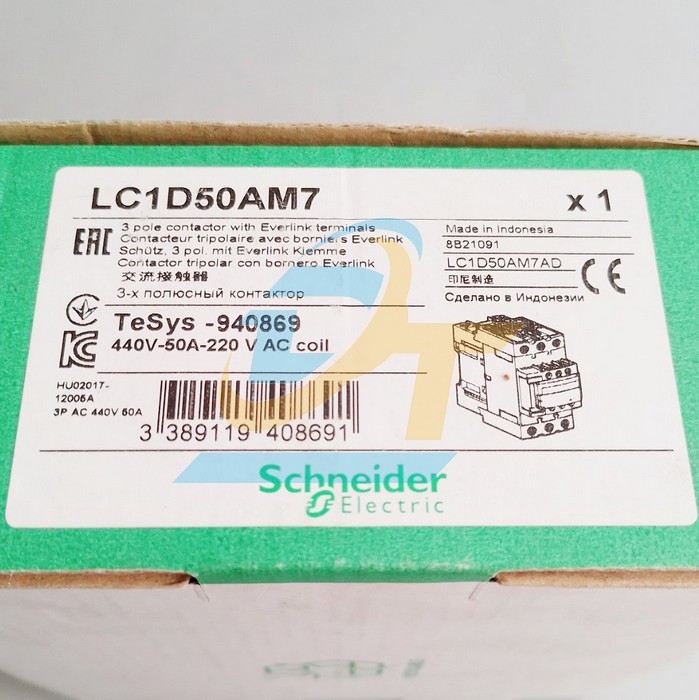 LC1D50AM7
x 1
EAC
3 pole contactor with Everlink terminals
Contacteur tripolaire avec borniers Everlink
Schütz, 3 pol. mit Everlink Klemme
Contactor tripolar con bornero Everlink
交流接触器
3-х полюсный контактор
Made in Indonesia
8B21091
LC1D50AM7AD
印尼制造
Сделано в Индонезии
CE
TeSys -940869
440V-50A-220 V AC coil
HU02017-
12005A
3P AC 440V 50A
3 389119 408691
Schneider
Electric